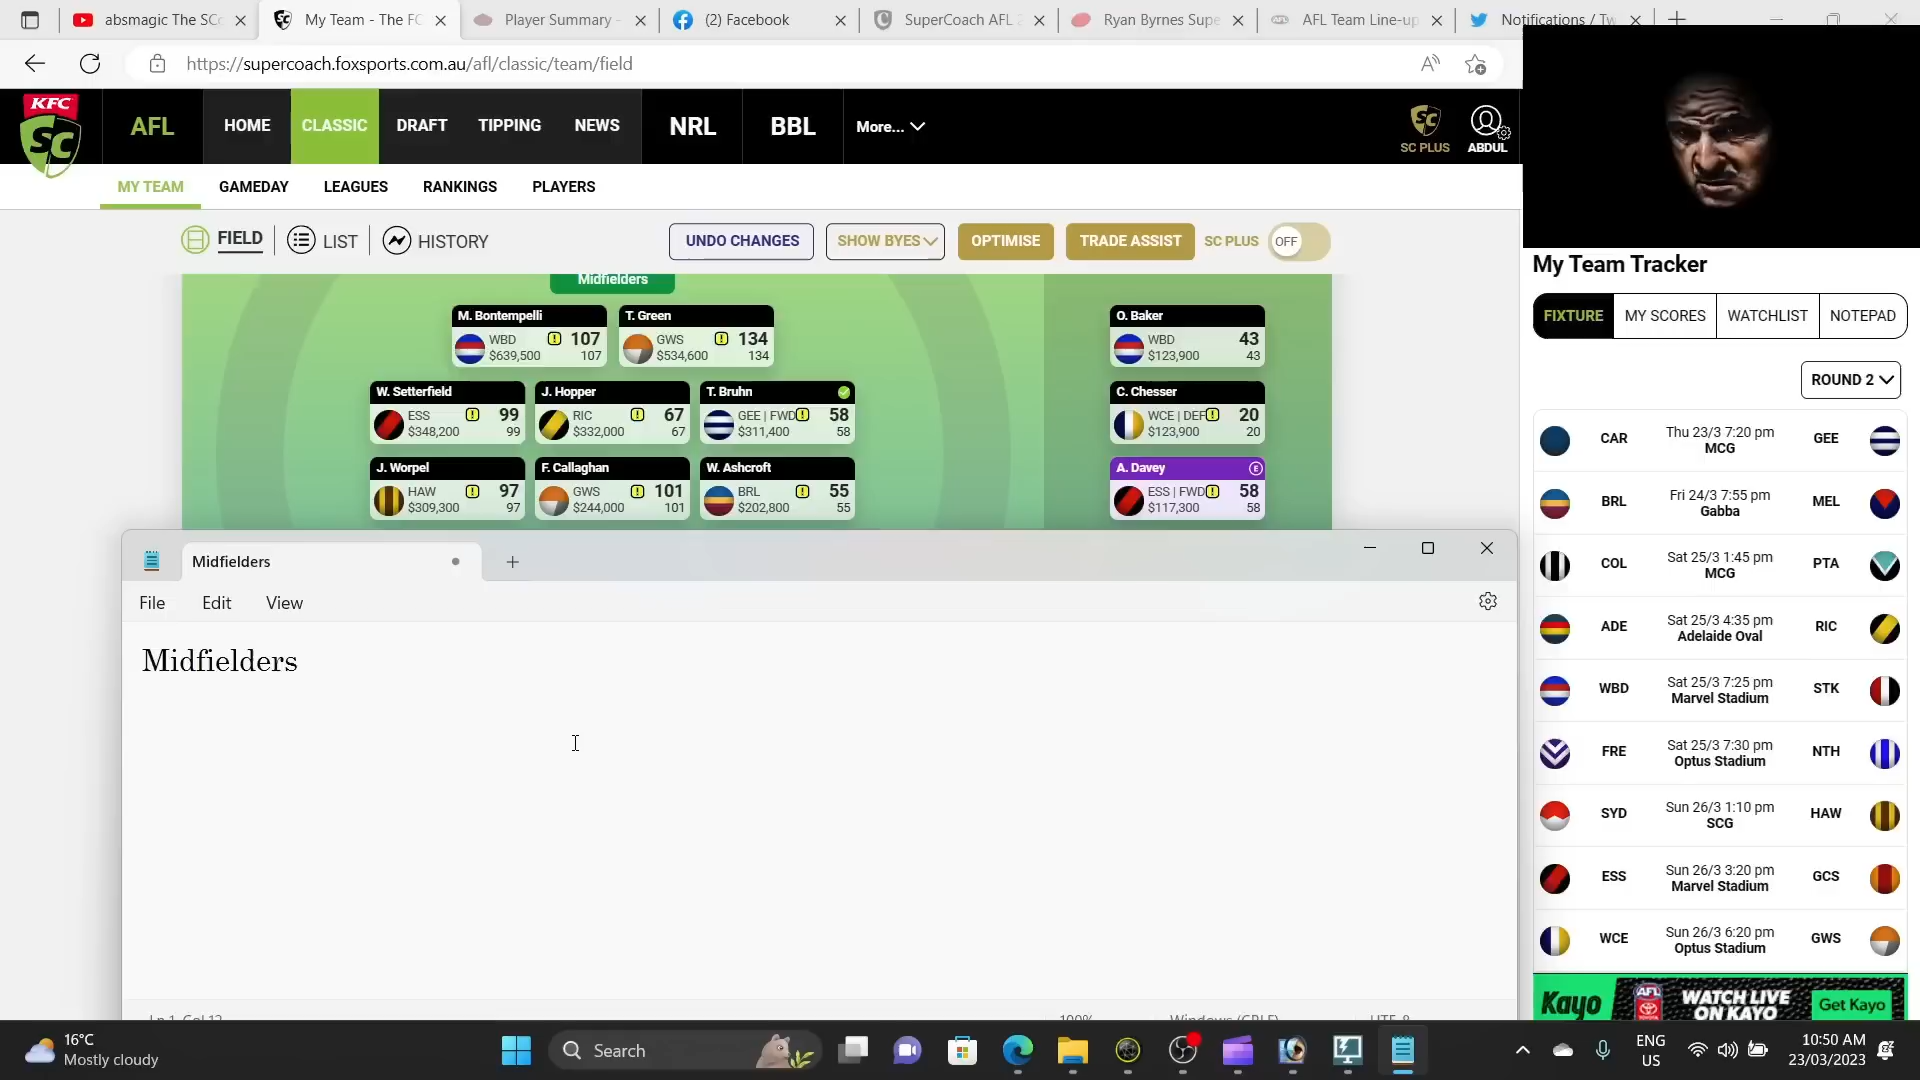 absmagic The SC
My Team - The FC
Player Summary -
(2) Facebook
SuperCoach AFL 2
Ryan Byrnes Supe
AFL Team Line-up
Notifications / Tw
https://supercoach.foxsports.com.au/afl/classic/team/field
KFC
SC
AFL
HOME
CLASSIC
DRAFT
TIPPING
NEWS
NRL
BBL
More...
SC
SC PLUS
ABDUL
MY TEAM
GAMEDAY
LEAGUES
RANKINGS
PLAYERS
FIELD
LIST
HISTORY
UNDO CHANGES
SHOW BYES
OPTIMISE
TRADE ASSIST
SC PLUS
OFF
Midfielders
M. Bontempelli
WBD ! 107
$639,500 107
T. Green
GWS ! 134
$534,600 134
O. Baker
WBD 43
$123,900 43
W. Setterfield
ESS ! 99
$348,200 99
J. Hopper
RIC ! 67
$332,000 67
T. Bruhn
GEE | FWD ! 58
$311,400 58
C. Chesser
WCE | DEF ! 20
$123,900 20
J. Worpel
HAW ! 97
$309,300 97
F. Callaghan
GWS ! 101
$244,000 101
W. Ashcroft
BRL ! 55
$202,800 55
A. Davey E
ESS | FWD ! 58
$117,300 58
Midfielders
File Edit View
Midfielders
100%
Windows (CRLF)
UTF-8
My Team Tracker
FIXTURE
MY SCORES
WATCHLIST
NOTEPAD
ROUND 2
CAR Thu 23/3 7:20 pm GEE
MCG
BRL Fri 24/3 7:55 pm MEL
Gabba
COL Sat 25/3 1:45 pm PTA
MCG
ADE Sat 25/3 4:35 pm RIC
Adelaide Oval
WBD Sat 25/3 7:25 pm STK
Marvel Stadium
FRE Sat 25/3 7:30 pm NTH
Optus Stadium
SYD Sun 26/3 1:10 pm HAW
SCG
ESS Sun 26/3 3:20 pm GCS
Marvel Stadium
WCE Sun 26/3 6:20 pm GWS
Optus Stadium
Kayo
AFL
WATCH LIVE
ON KAYO
Get Kayo
16°C
Mostly cloudy
Search
ENG
US
10:50 AM
23/03/2023